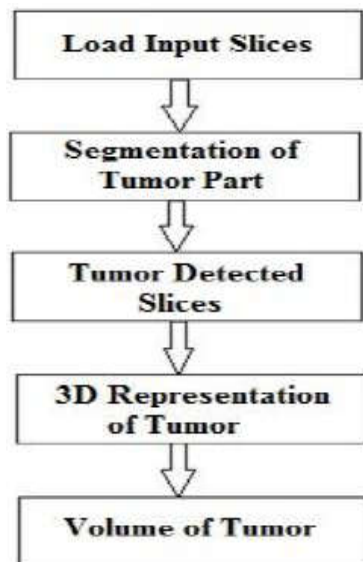 Load Input Slices
Segmentation of
Tumor Part
Tumor Detected
Slices
3D Representation
of Tumor
Volume of Tumor